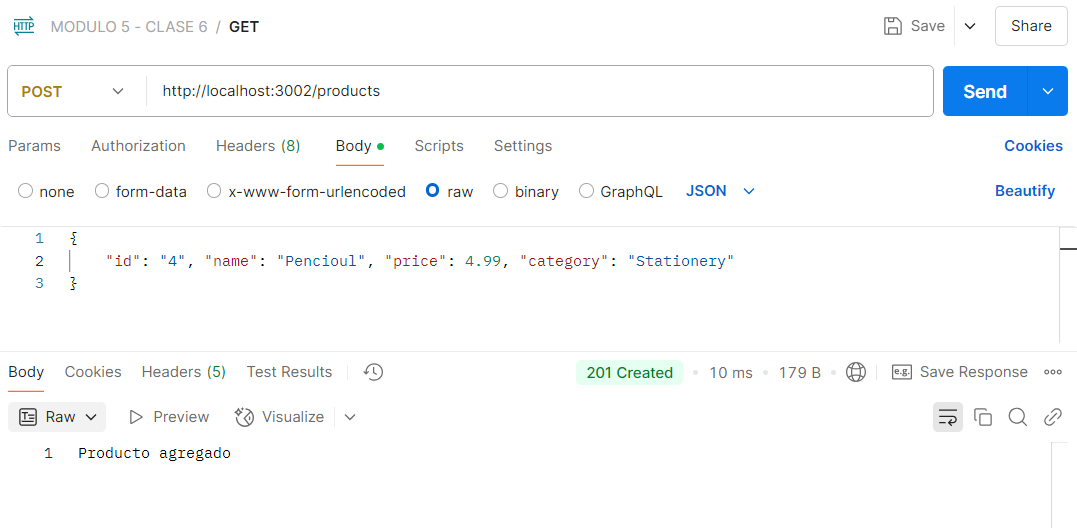 HTTP MODULO 5 - CLASE 6 / GET Save Share
POST http://localhost:3002/products Send
Params Authorization Headers (8) Body Scripts Settings Cookies
none form-data x-www-form-urlencoded raw binary GraphQL JSON Beautify
1 {
2 "id": "4", "name": "Pencioul", "price": 4.99, "category": "Stationery"
3 }
Body Cookies Headers (5) Test Results 201 Created 10 ms 179 B e.g. Save Response
Raw Preview Visualize
1 Producto agregado